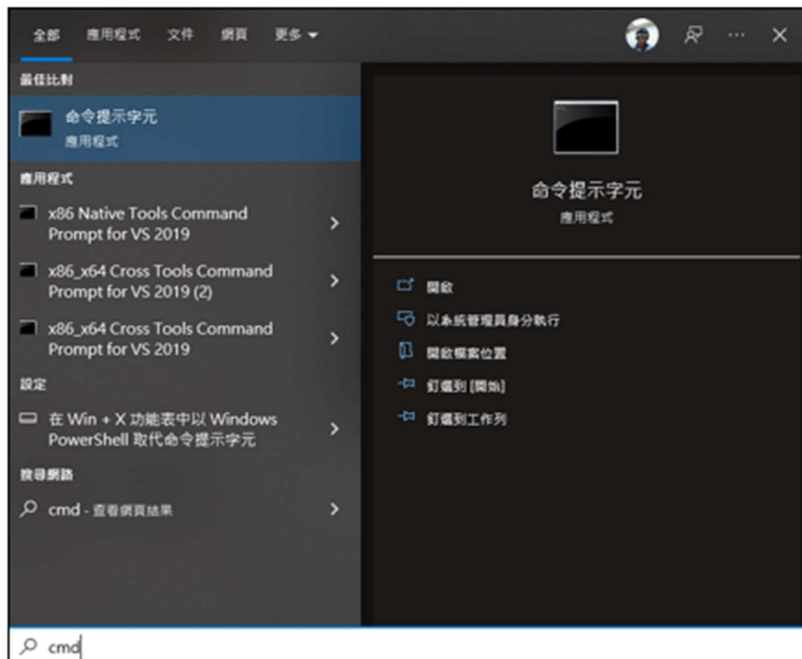 全部 應用程式 文件 網頁 更多
最佳比對
命令提示字元
應用程式
應用程式
x86 Native Tools Command
Prompt for VS 2019
x86_x64 Cross Tools Command
Prompt for VS 2019 (2)
x86_x64 Cross Tools Command
Prompt for VS 2019
設定
在 Win + X 功能表中以 Windows
PowerShell 取代命令提示字元
搜尋網路
cmd - 查看網頁結果
命令提示字元
應用程式
開啟
以系統管理員身分執行
開啟檔案位置
釘選到 [開始]
釘選到工作列
cmd